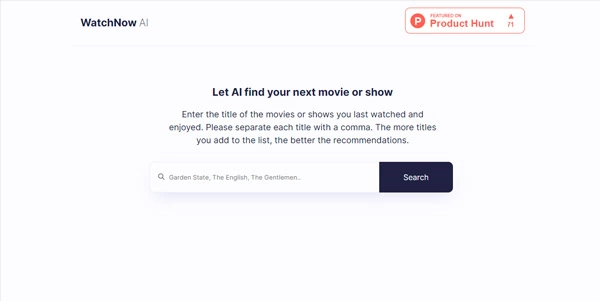 WatchNow AI
FEATURED ON
P Product Hunt
71
Let AI find your next movie or show
Enter the title of the movies or shows you last watched and
enjoyed. Please separate each title with a comma. The more titles
you add to the list, the better the recommendations.
Garden State, The English, The Gentlemen..
Search